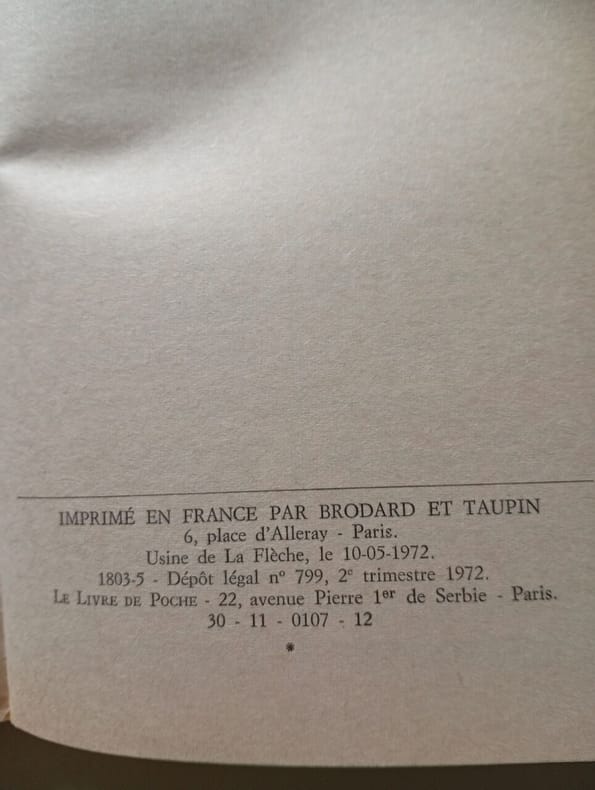 IMPRIMÉ EN FRANCE PAR BRODARD ET TAUPIN
6, place d'Alleray - Paris.
Usine de La Flèche, le 10-05-1972.
1803-5 - Dépôt légal nº 799, 2e trimestre 1972.
LE LIVRE DE POCHE - 22, avenue Pierre 1er de Serbie - Paris.
30 - 11 - 0107 - 12
*